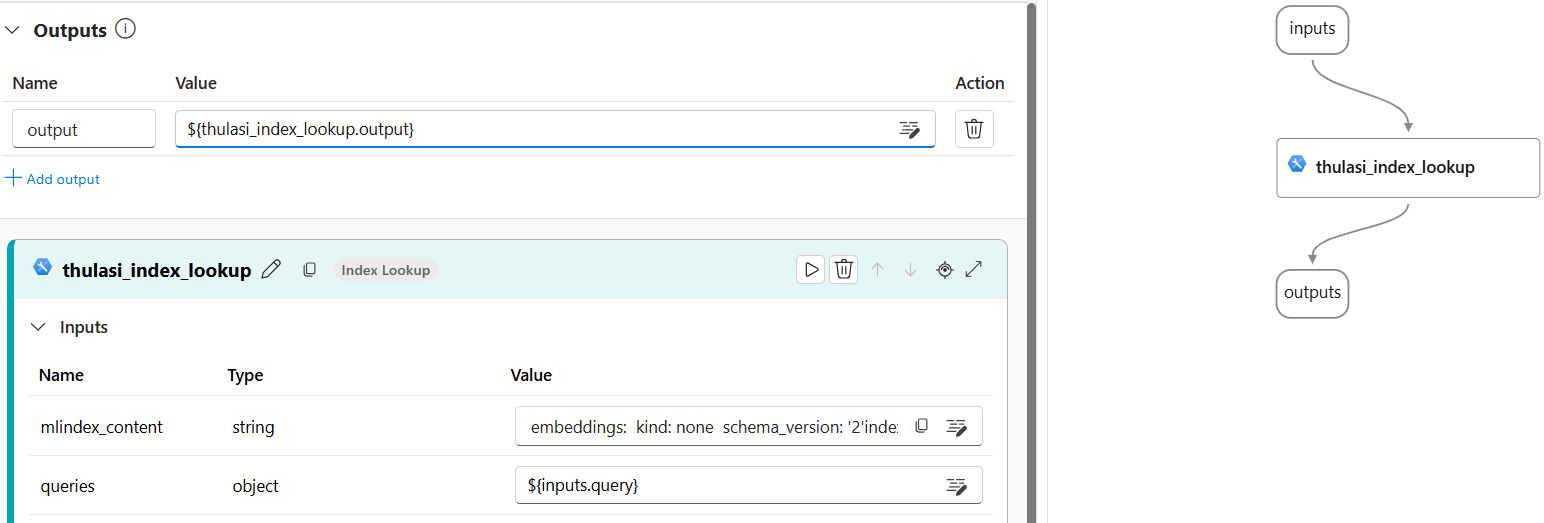 Outputs
Name Value Action
output ${thulasi_index_lookup.output}
Add output
thulasi_index_lookup Index Lookup
Inputs
Name Type Value
mlindex_content string embeddings: kind: none schema_version: '2'index
queries object ${inputs.query}
inputs
thulasi_index_lookup
outputs